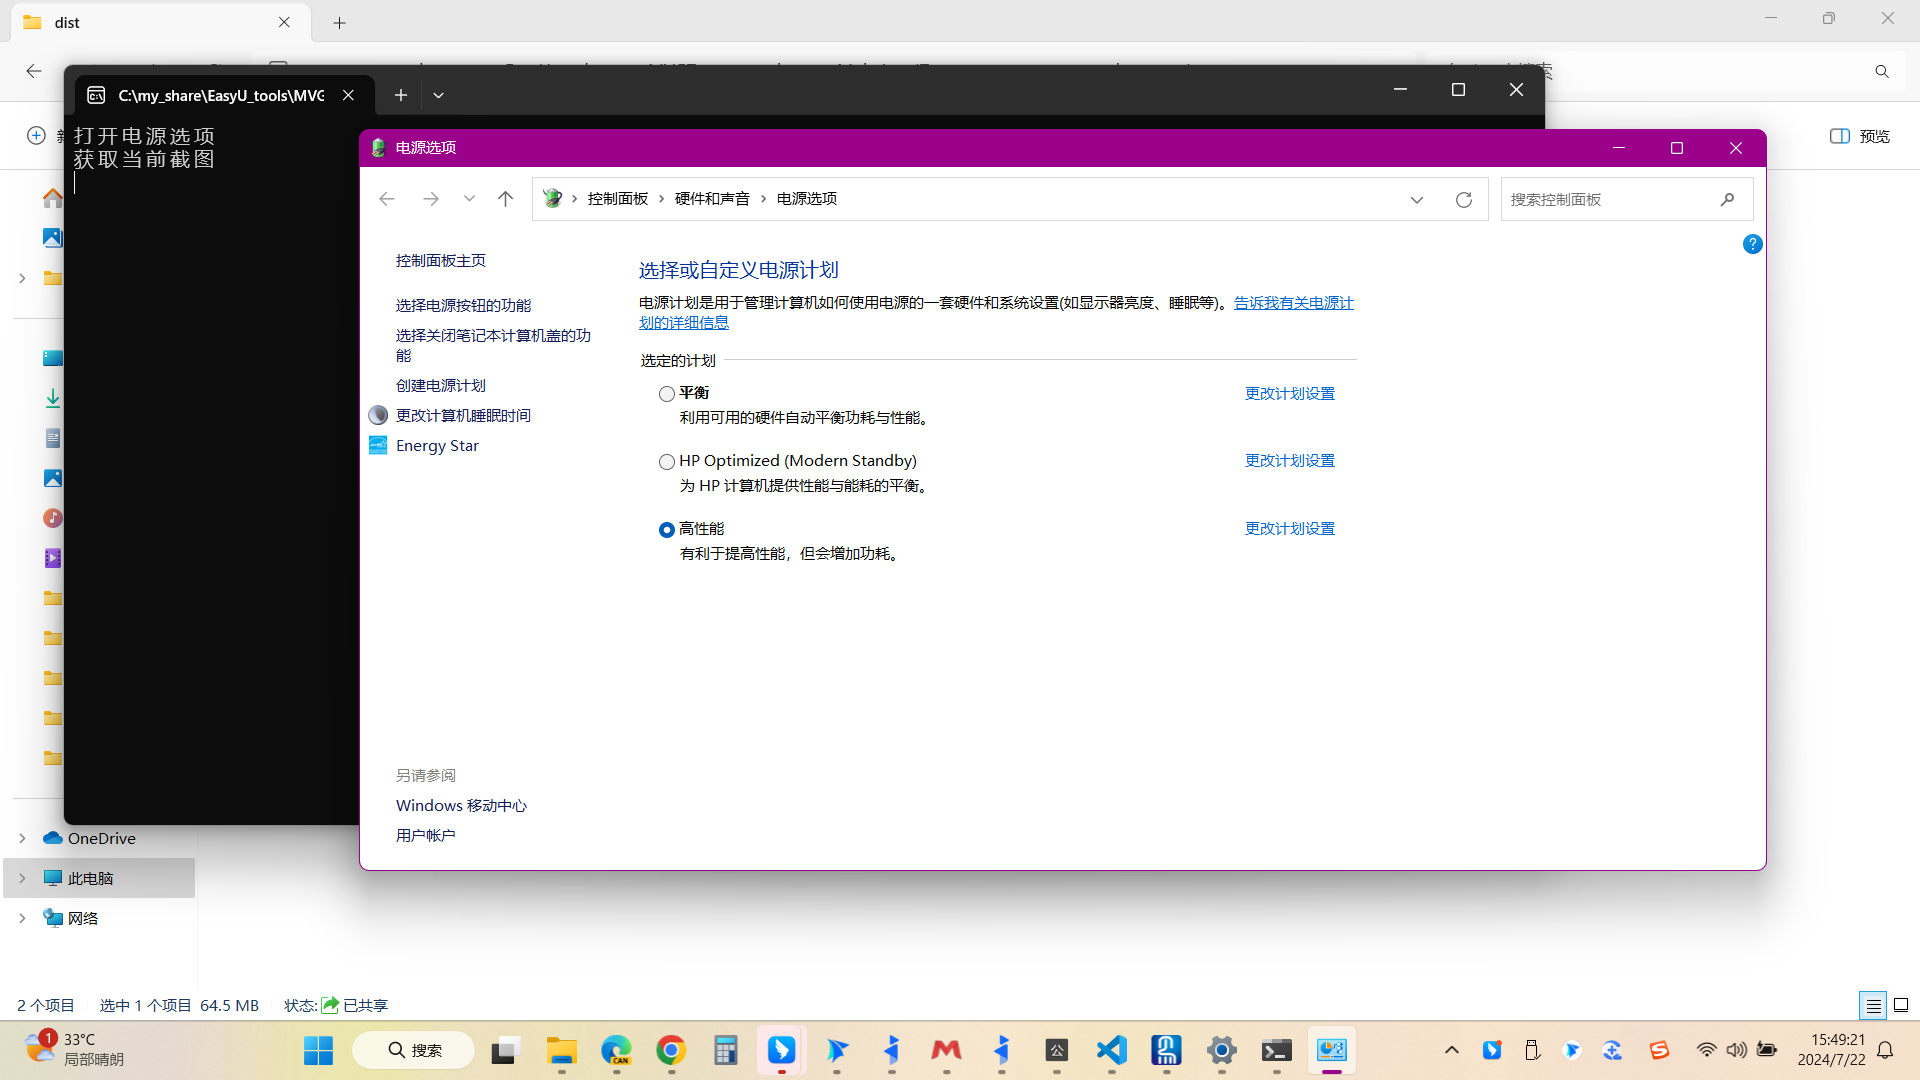 dist
C:\my_share\EasyU_tools\MVG
打开电源选项
获取当前截图
预览
电源选项
控制面板 > 硬件和声音 > 电源选项
搜索控制面板
控制面板主页
选择电源按钮的功能
选择关闭笔记本计算机盖的功
能
创建电源计划
更改计算机睡眠时间
Energy Star
选择或自定义电源计划
电源计划是用于管理计算机如何使用电源的一套硬件和系统设置(如显示器亮度、睡眠等)。告诉我有关电源计
划的详细信息
选定的计划
平衡 更改计划设置
利用可用的硬件自动平衡功耗与性能。
HP Optimized (Modern Standby) 更改计划设置
为 HP 计算机提供性能与能耗的平衡。
高性能 更改计划设置
有利于提高性能，但会增加功耗。
另请参阅
Windows 移动中心
用户帐户
OneDrive
此电脑
网络
2 个项目 选中 1 个项目 64.5 MB 状态: 已共享
1
33°C
局部晴朗
搜索
CAN
公
15:49:21
2024/7/22